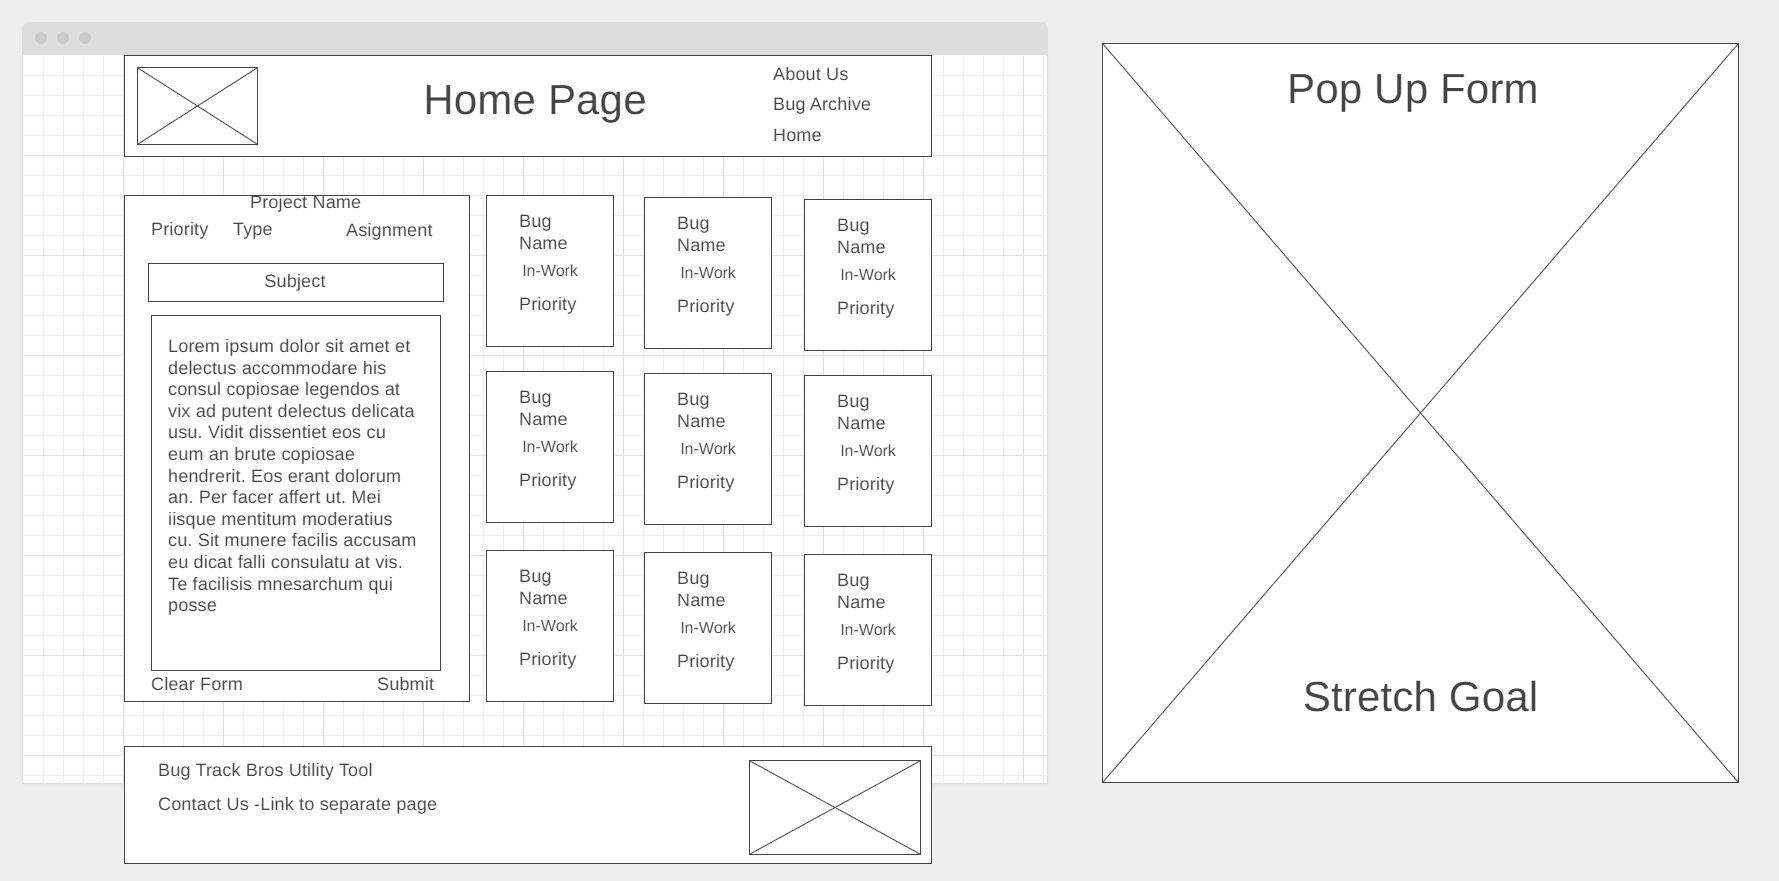 Home Page
About Us
Bug Archive
Home
Project Name
Priority Type Asignment
Subject
Lorem ipsum dolor sit amet et
delectus accommodare his
consul copiosae legendos at
vix ad putent delectus delicata
usu. Vidit dissentiet eos cu
eum an brute copiosae
hendrerit. Eos erant dolorum
an. Per facer affert ut. Mei
iisque mentitum moderatius
cu. Sit munere facilis accusam
eu dicat falli consulatu at vis.
Te facilisis mnesarchum qui
posse
Clear Form Submit
Bug
Name
In-Work
Priority
Bug
Name
In-Work
Priority
Bug
Name
In-Work
Priority
Bug
Name
In-Work
Priority
Bug
Name
In-Work
Priority
Bug
Name
In-Work
Priority
Bug
Name
In-Work
Priority
Bug
Name
In-Work
Priority
Bug
Name
In-Work
Priority
Bug Track Bros Utility Tool
Contact Us -Link to separate page
Pop Up Form
Stretch Goal